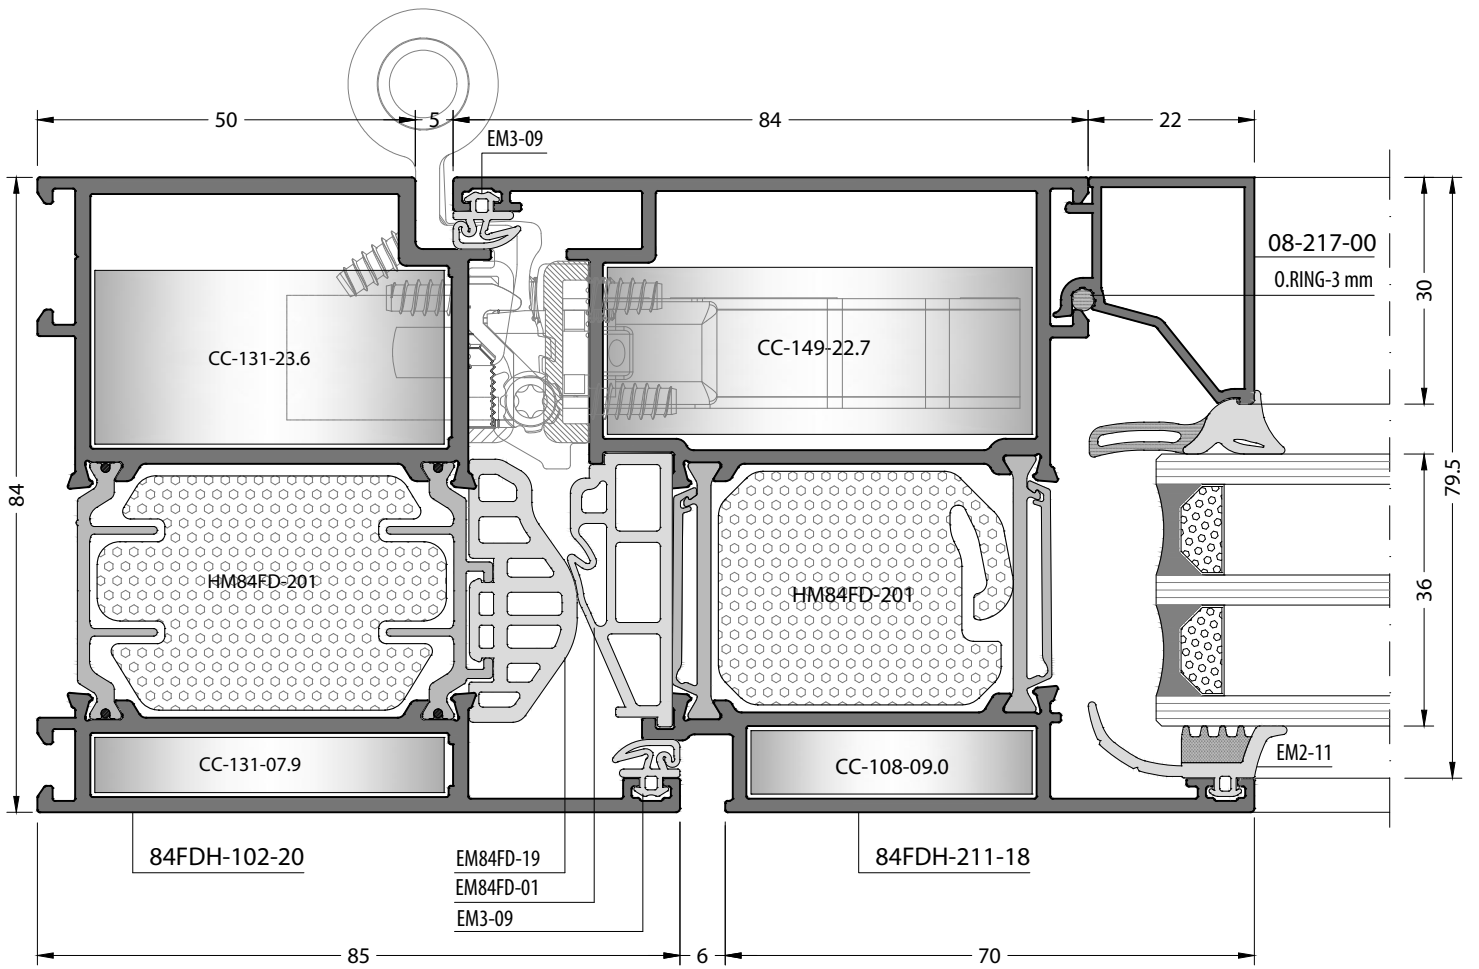 50
5
84
22
EM3-09
08-217-00
O.RING-3 mm
30
CC-131-23.6
CC-149-22.7
84
79.5
HM84FD-201
HM84FD-201
36
CC-131-07.9
CC-108-09.0
EM2-11
84FDH-102-20
EM84FD-19
EM84FD-01
EM3-09
84FDH-211-18
85
6
70